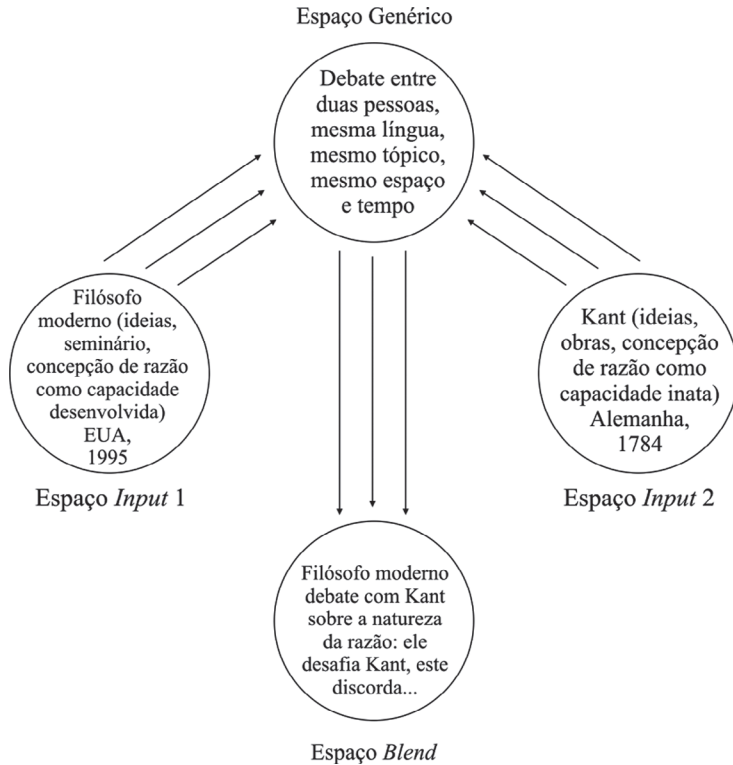 Espaço Genérico
Debate entre
duas pessoas,
mesma língua,
mesmo tópico,
mesmo espaço
e tempo
Filósofo
moderno (ideias,
seminário,
concepção de razão
como capacidade
desenvolvida)
EUA,
1995
Espaço Input 1
Kant (ideias,
obras, concepção
de razão como
capacidade inata)
Alemanha,
1784
Espaço Input 2
Filósofo moderno
debate com Kant
sobre a natureza
da razão: ele
desafia Kant, este
discorda...
Espaço Blend